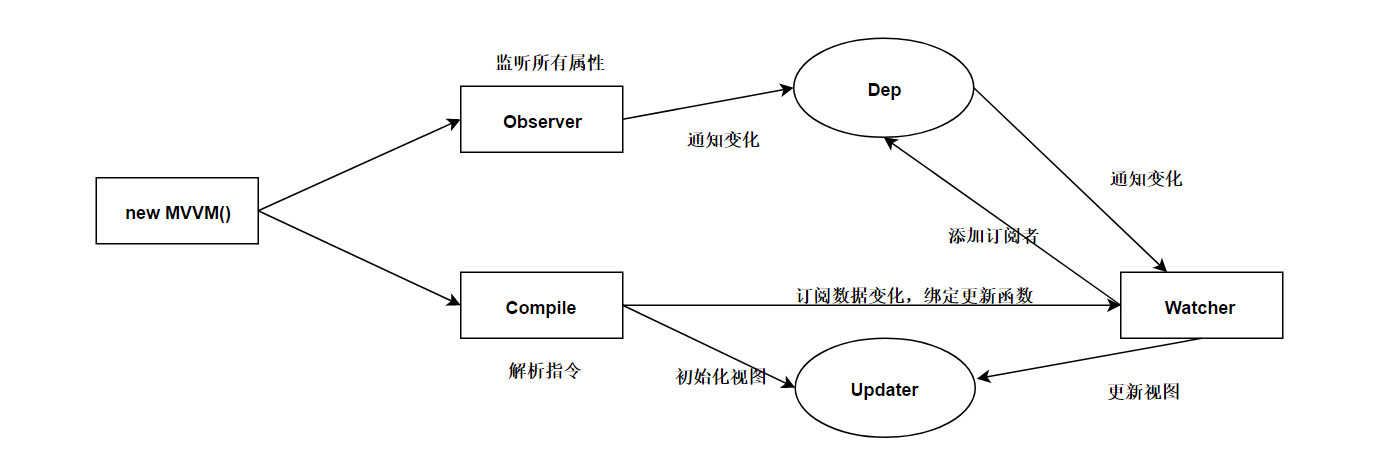 监听所有属性
Observer
Dep
通知变化
通知变化
new MVVM()
添加订阅者
Compile
订阅数据变化，绑定更新函数
Watcher
解析指令
初始化视图
Updater
更新视图